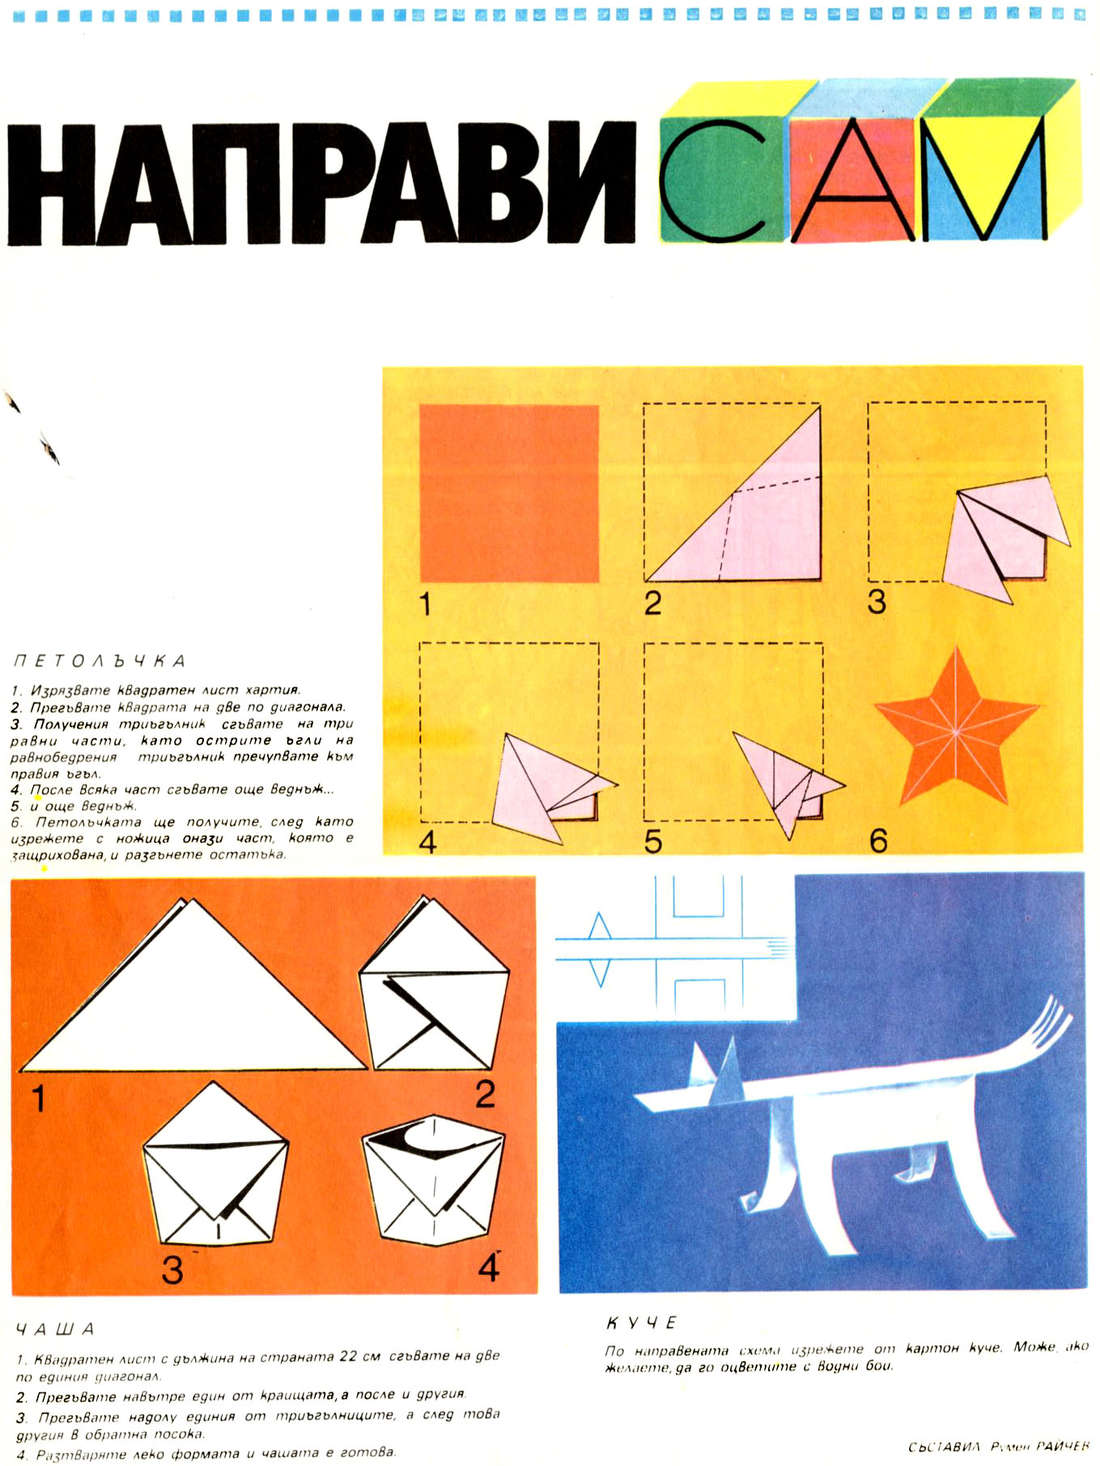 НАПРАВИ САМ
1
2
3
4
5
6
ПЕТОЛЪЧКА
1. Изрязвате квадратен лист хартия.
2. Прегъвате квадрата на две по диагонала.
3. Получения триъгълник сгъвате на три
равни части, като острите ъгли на
равнобедрения триъгълник пречупвате към
правия ъгъл.
4. После всяка част сгъвате още веднъж...
5. и още веднъж.
6. Петолъчката ще получите, след като
изрежете с ножица онази част, която е
защрихована, и разгънете остатъка.
1
2
3
4
ЧАША
1. Квадратен лист с дължина на страната 22 см сгъвате на две
по единия диагонал.
2. Прегъвате навътре един от краищата, а после и другия.
3. Прегъвате надолу единия от триъгълниците, а след това
другия в обратна посока.
4. Разтваряте леко формата и чашата е готова.
КУЧЕ
По направената схема изрежете от картон куче. Може, ако
желаете, да го оцветите с водни бои.
СЪСТАВИЛ Румен РАЙЧЕВ